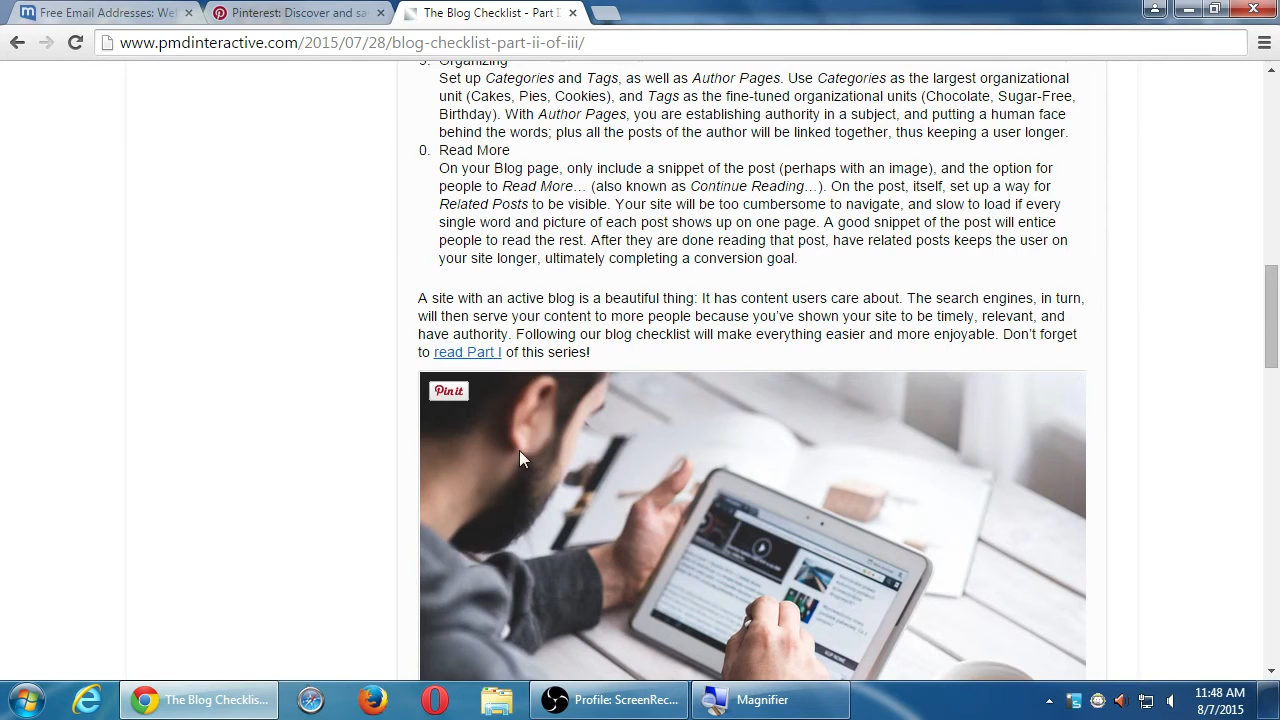 Free Email Addresses: Wel
Pinterest: Discover and sa
The Blog Checklist - Part I
www.pmdinteractive.com/2015/07/28/blog-checklist-part-ii-of-iii/
9. Organizing
Set up Categories and Tags, as well as Author Pages. Use Categories as the largest organizational
unit (Cakes, Pies, Cookies), and Tags as the fine-tuned organizational units (Chocolate, Sugar-Free,
Birthday). With Author Pages, you are establishing authority in a subject, and putting a human face
behind the words; plus all the posts of the author will be linked together, thus keeping a user longer.
0. Read More
On your Blog page, only include a snippet of the post (perhaps with an image), and the option for
people to Read More… (also known as Continue Reading…). On the post, itself, set up a way for
Related Posts to be visible. Your site will be too cumbersome to navigate, and slow to load if every
single word and picture of each post shows up on one page. A good snippet of the post will entice
people to read the rest. After they are done reading that post, have related posts keeps the user on
your site longer, ultimately completing a conversion goal.
A site with an active blog is a beautiful thing: It has content users care about. The search engines, in turn,
will then serve your content to more people because you’ve shown your site to be timely, relevant, and
have authority. Following our blog checklist will make everything easier and more enjoyable. Don’t forget
to read Part I of this series!
Pin it
The Blog Checklis...
Profile: ScreenRec...
Magnifier
11:48 AM
8/7/2015